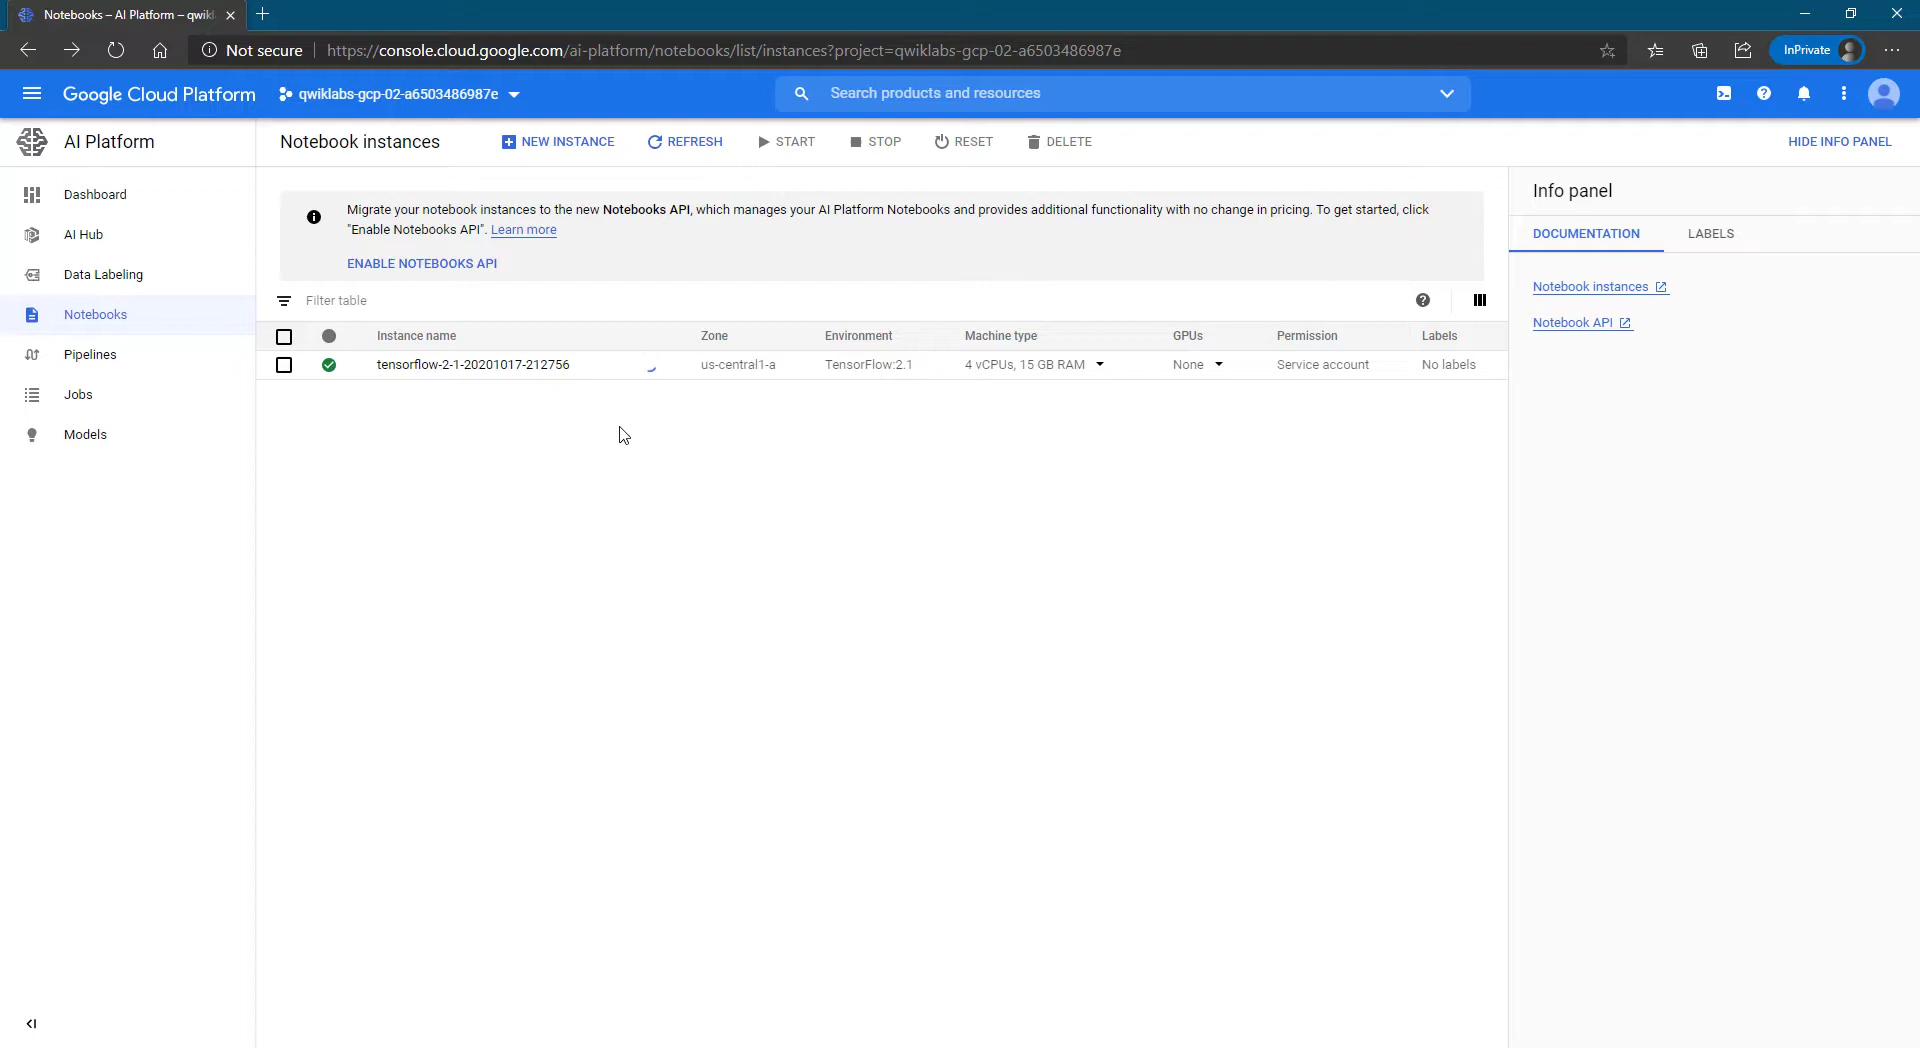 Notebooks – AI Platform – qwikl
Not secure
https://console.cloud.google.com/ai-platform/notebooks/list/instances?project=qwiklabs-gcp-02-a6503486987e
InPrivate
Google Cloud Platform
qwiklabs-gcp-02-a6503486987e
Search products and resources
AI Platform
Notebook instances
NEW INSTANCE
REFRESH
START
STOP
RESET
DELETE
HIDE INFO PANEL
Dashboard
AI Hub
Data Labeling
Notebooks
Pipelines
Jobs
Models
Migrate your notebook instances to the new Notebooks API, which manages your AI Platform Notebooks and provides additional functionality with no change in pricing. To get started, click
"Enable Notebooks API". Learn more
ENABLE NOTEBOOKS API
Filter table
Instance name Zone Environment Machine type GPUs Permission Labels
tensorflow-2-1-20201017-212756 us-central1-a TensorFlow:2.1 4 vCPUs, 15 GB RAM None Service account No labels
Info panel
DOCUMENTATION
LABELS
Notebook instances
Notebook API